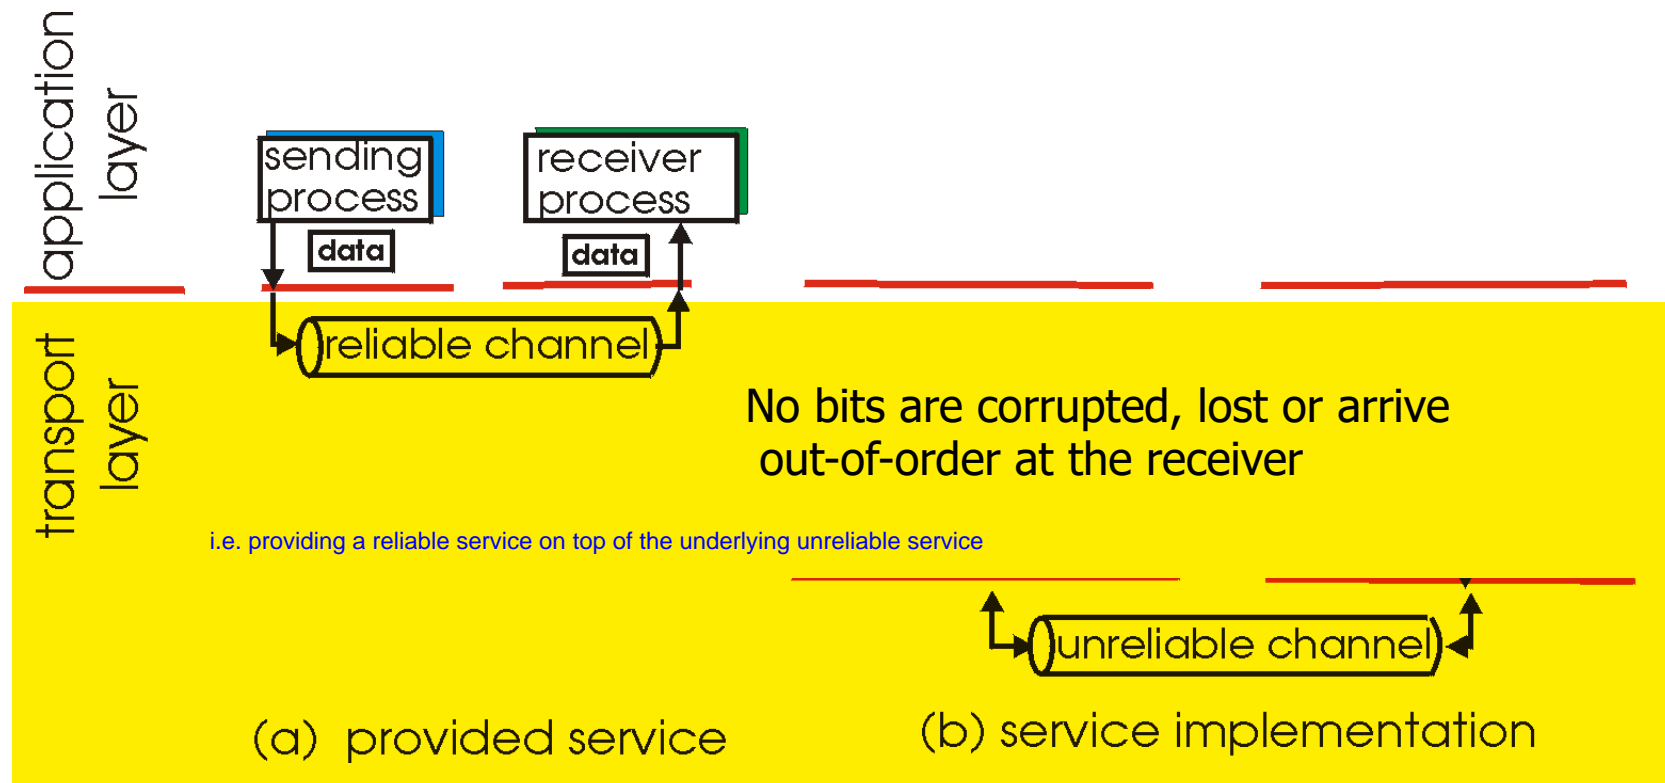 application
layer
sending
process
receiver
process
data
data
transport
layer
reliable channel
No bits are corrupted, lost or arrive
out-of-order at the receiver
i.e. providing a reliable service on top of the underlying unreliable service
unreliable channel
(a) provided service
(b) service implementation